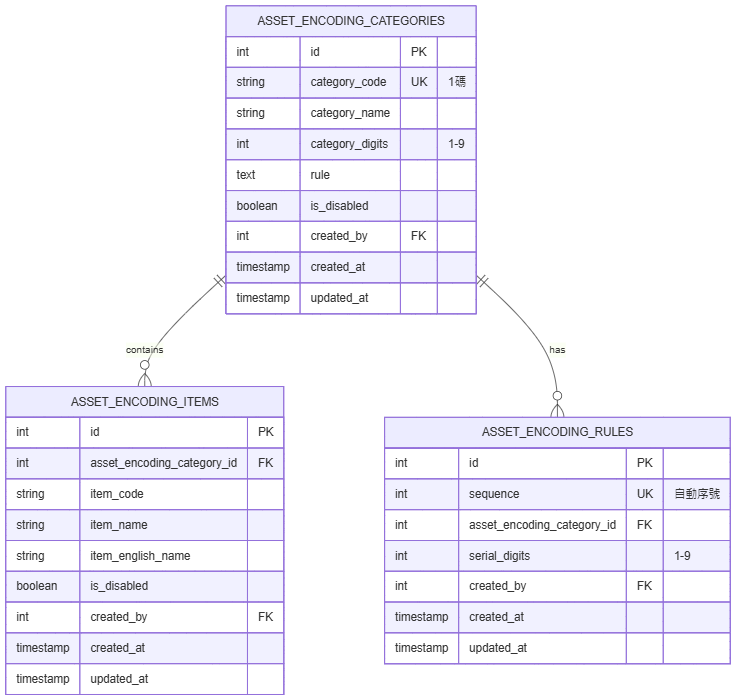 ASSET_ENCODING_CATEGORIES
int id PK
string category_code UK 1碼
string category_name
int category_digits 1-9
text rule
boolean is_disabled
int created_by FK
timestamp created_at
timestamp updated_at
contains
has
ASSET_ENCODING_ITEMS
int id PK
int asset_encoding_category_id FK
string item_code
string item_name
string item_english_name
boolean is_disabled
int created_by FK
timestamp created_at
timestamp updated_at
ASSET_ENCODING_RULES
int id PK
int sequence UK 自動序號
int asset_encoding_category_id FK
int serial_digits 1-9
int created_by FK
timestamp created_at
timestamp updated_at